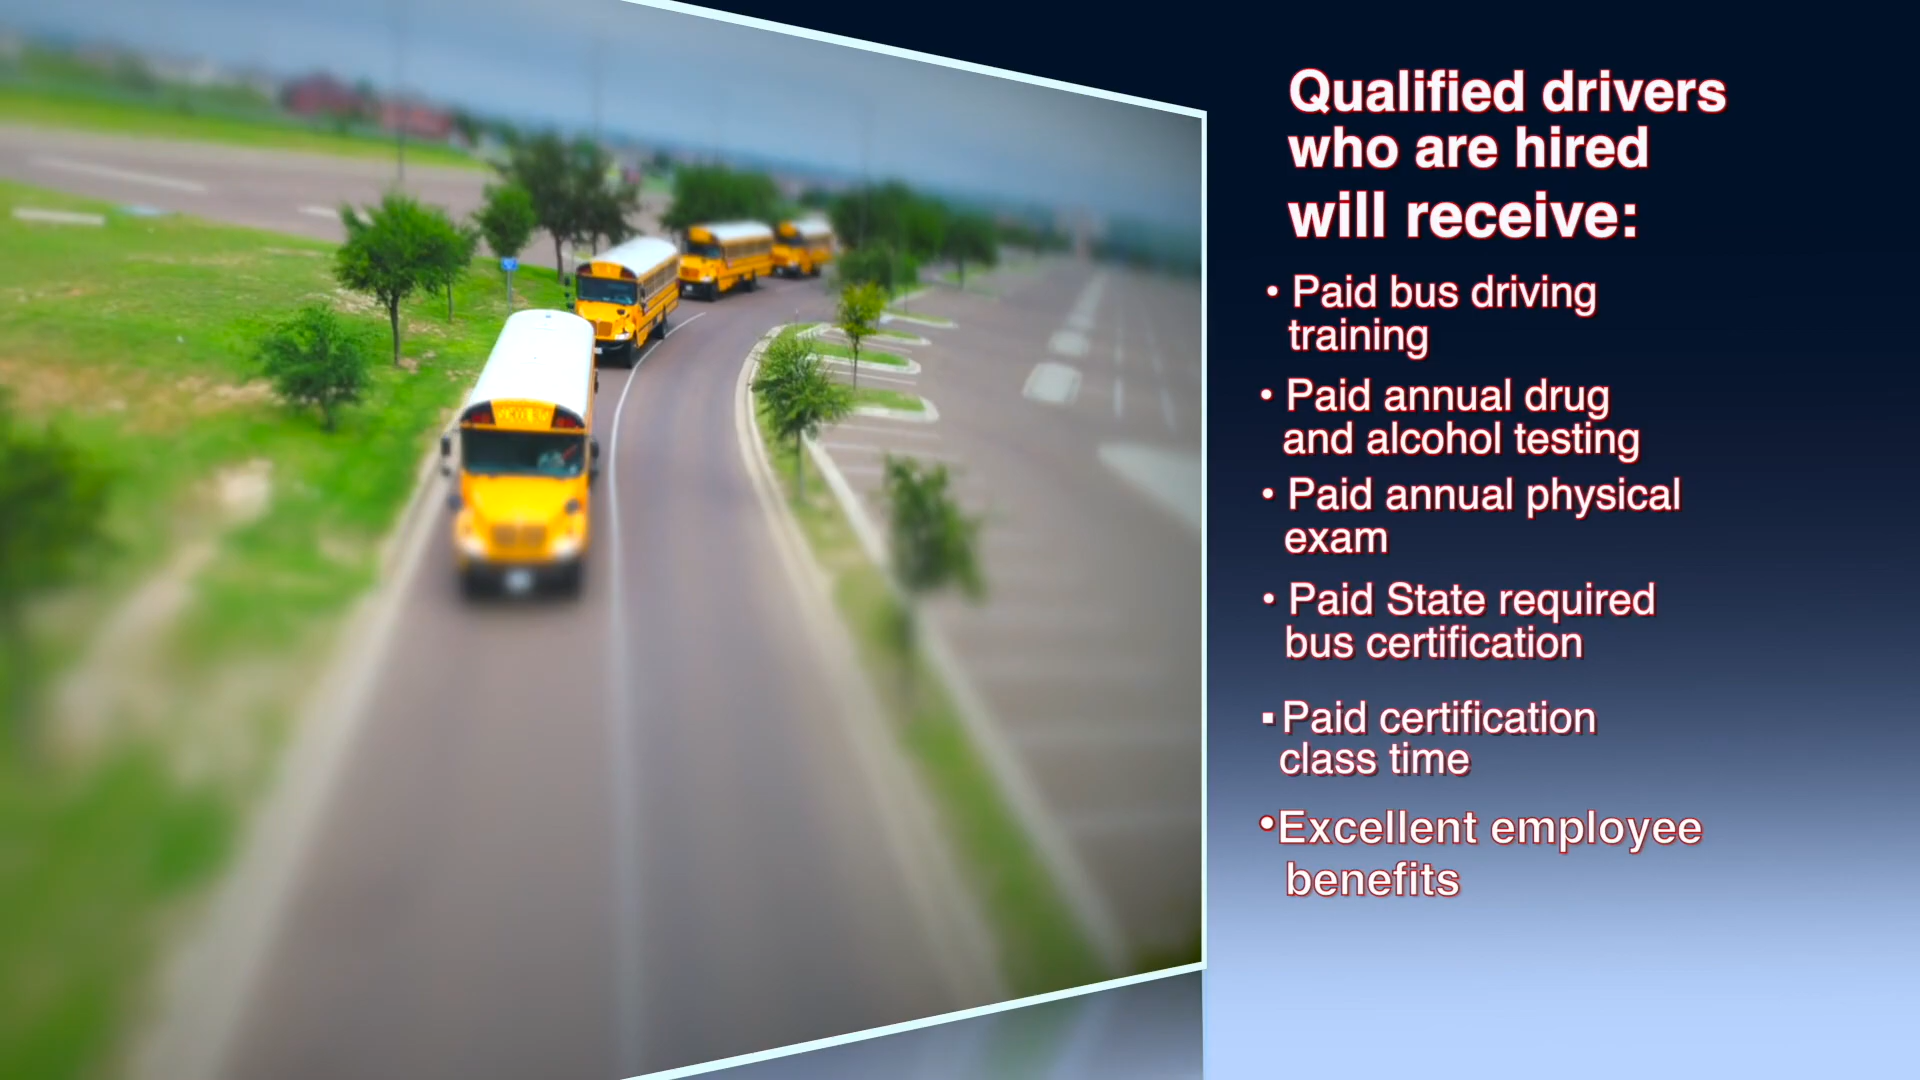 Qualified drivers
who are hired
will receive:
• Paid bus driving
training
• Paid annual drug
and alcohol testing
• Paid annual physical
exam
• Paid State required
bus certification
▪ Paid certification
class time
•Excellent employee
benefits